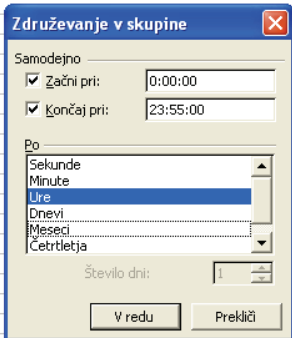 Združevanje v skupine
Samodejno
Začni pri: 0:00:00
Končaj pri: 23:55:00
Po
Sekunde
Minute
Ure
Dnevi
Meseci
Četrtletja
Število dni: 1
V redu Prekliči